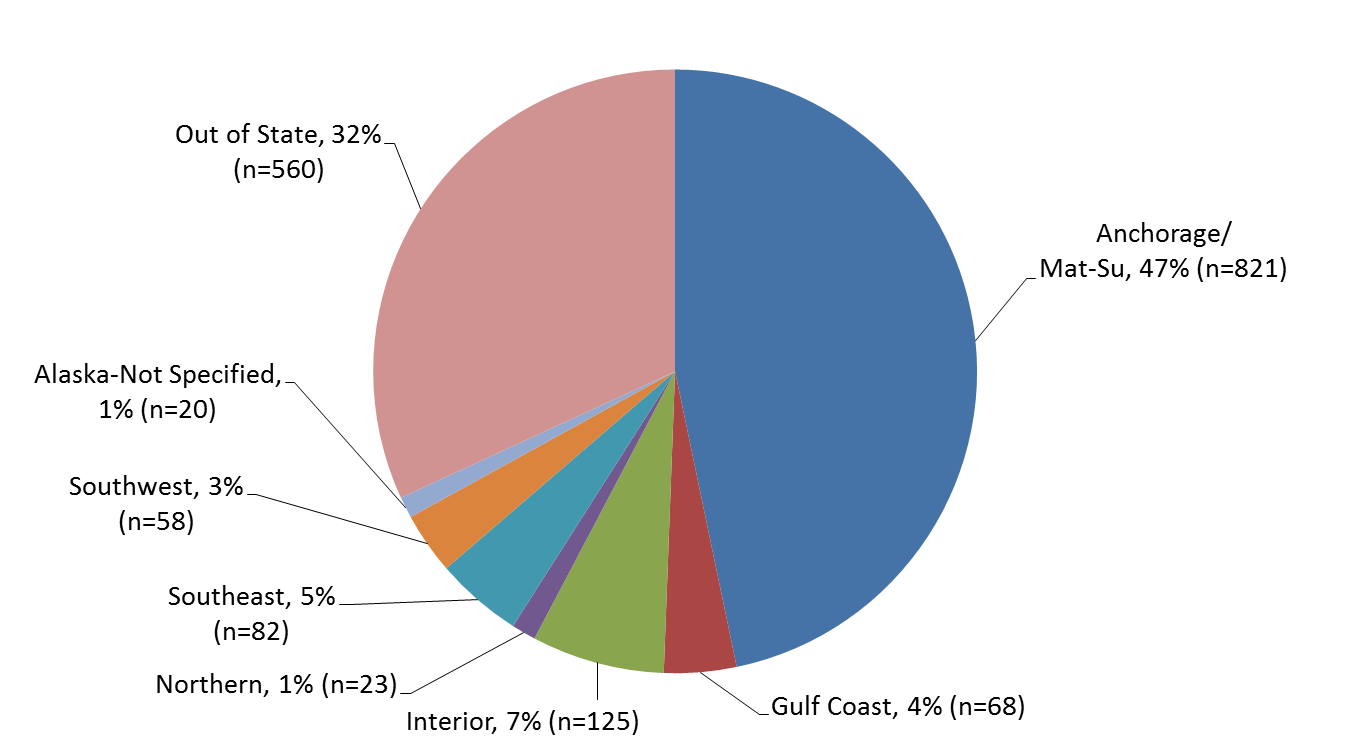 Out of State, 32%
(n=560)
Anchorage/
Mat-Su, 47% (n=821)
Alaska-Not Specified,
1% (n=20)
Southwest, 3%
(n=58)
Southeast, 5%
(n=82)
Northern, 1% (n=23)
Interior, 7% (n=125)
Gulf Coast, 4% (n=68)